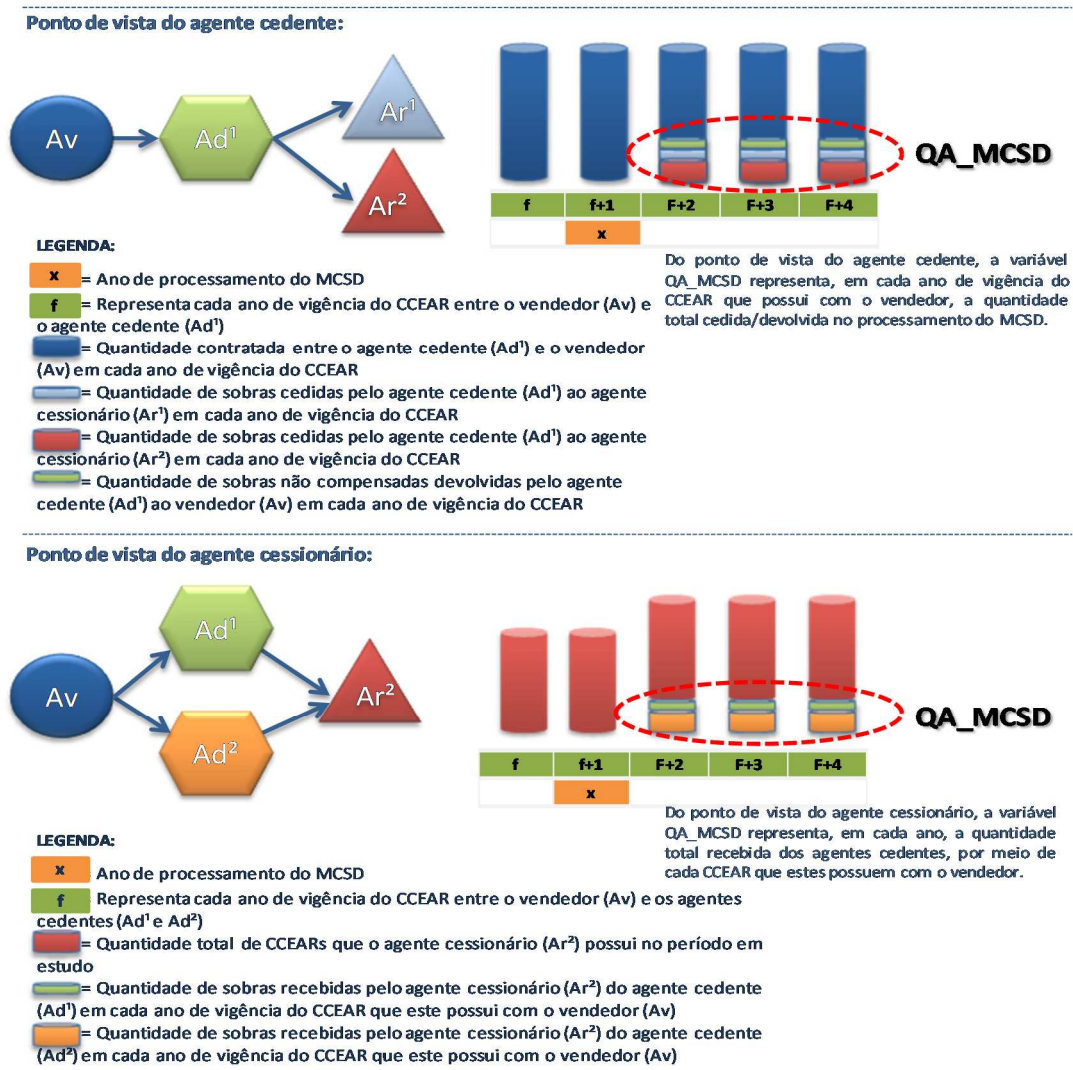 Ponto de vista do agente cedente:
Av
Ad¹
Ar¹
Ar²
QA_MCSD
f
f+1
F+2
F+3
F+4
x
LEGENDA:
x = Ano de processamento do MCSD
f = Representa cada ano de vigência do CCEAR entre o vendedor (Av) e
o agente cedente (Ad¹)
= Quantidade contratada entre o agente cedente (Ad¹) e o vendedor
(Av) em cada ano de vigência do CCEAR
= Quantidade de sobras cedidas pelo agente cedente (Ad¹) ao agente
cessionário (Ar¹) em cada ano de vigência do CCEAR
= Quantidade de sobras cedidas pelo agente cedente (Ad¹) ao agente
cessionário (Ar²) em cada ano de vigência do CCEAR
= Quantidade de sobras não compensadas devolvidas pelo agente
cedente (Ad¹) ao vendedor (Av) em cada ano de vigência do CCEAR
Do ponto de vista do agente cedente, a variável
QA_MCSD representa, em cada ano de vigência do
CCEAR que possui com o vendedor, a quantidade
total cedida/devolvida no processamento do MCSD.
Ponto de vista do agente cessionário:
Av
Ad¹
Ad²
Ar²
QA_MCSD
f
f+1
F+2
F+3
F+4
x
Do ponto de vista do agente cessionário, a variável
QA_MCSD representa, em cada ano, a quantidade
total recebida dos agentes cedentes, por meio de
cada CCEAR que estes possuem com o vendedor.
LEGENDA:
x Ano de processamento do MCSD
f Representa cada ano de vigência do CCEAR entre o vendedor (Av) e os agentes
cedentes (Ad¹ e Ad²)
= Quantidade total de CCEARs que o agente cessionário (Ar²) possui no período em
estudo
= Quantidade de sobras recebidas pelo agente cessionário (Ar²) do agente cedente
(Ad¹) em cada ano de vigência do CCEAR que este possui com o vendedor (Av)
= Quantidade de sobras recebidas pelo agente cessionário (Ar²) do agente cedente
(Ad²) em cada ano de vigência do CCEAR que este possui com o vendedor (Av)